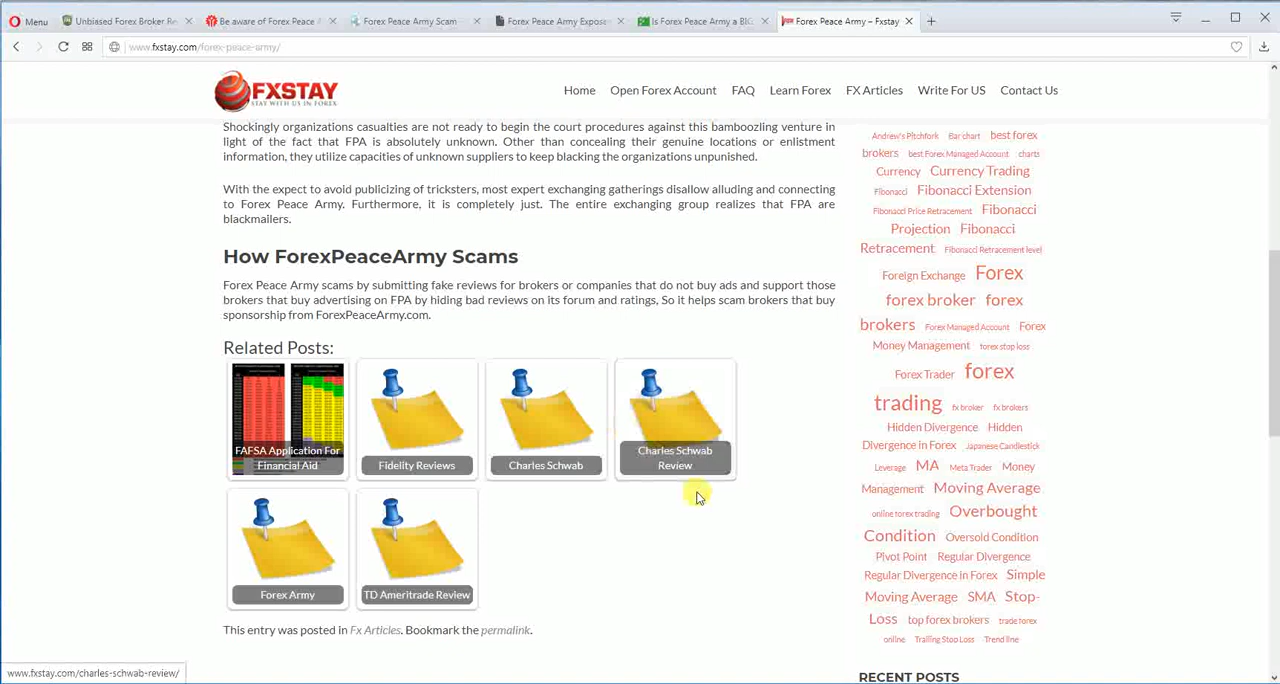 Menu
Unbiased Forex Broker Re
Be aware of Forex Peace A
Forex Peace Army Scam
Forex Peace Army Expose
Is Forex Peace Army a BIG
Forex Peace Army – Fxstay
www.fxstay.com/forex-peace-army/
FXSTAY
STAY WITH US IN FOREX
Home
Open Forex Account
FAQ
Learn Forex
FX Articles
Write For US
Contact Us
Shockingly organizations casualties are not ready to begin the court procedures against this bamboozling venture in
light of the fact that FPA is absolutely unknown. Other than concealing their genuine locations or enlistment
information, they utilize capacities of unknown suppliers to keep blacking the organizations unpunished.
With the expect to avoid publicizing of tricksters, most expert exchanging gatherings disallow alluding and connecting
to Forex Peace Army. Furthermore, it is completely just. The entire exchanging group realizes that FPA are
blackmailers.
How ForexPeaceArmy Scams
Forex Peace Army scams by submitting fake reviews for brokers or companies that do not buy ads and support those
brokers that buy advertising on FPA by hiding bad reviews on its forum and ratings, So it helps scam brokers that buy
sponsorship from ForexPeaceArmy.com.
Related Posts:
FAFSA Application For
Financial Aid
Fidelity Reviews
Charles Schwab
Charles Schwab
Review
Forex Army
TD Ameritrade Review
This entry was posted in Fx Articles. Bookmark the permalink.
Andrew's Pitchfork Bar chart best forex
brokers best Forex Managed Account charts
Currency Currency Trading
Fibonacci Fibonacci Extension
Fibonacci Price Retracement Fibonacci
Projection Fibonacci
Retracement Fibonacci Retracement level
Foreign Exchange Forex
forex broker forex
brokers Forex Managed Account Forex
Money Management forex stop loss
Forex Trader forex
trading fx broker fx brokers
Hidden Divergence Hidden
Divergence in Forex Japanese Candlestick
Leverage MA Meta Trader Money
Management Moving Average
online forex trading Overbought
Condition Oversold Condition
Pivot Point Regular Divergence
Regular Divergence in Forex Simple
Moving Average SMA Stop-
Loss top forex brokers trade forex
online Trailing Stop Loss Trend line
RECENT POSTS
www.fxstay.com/charles-schwab-review/